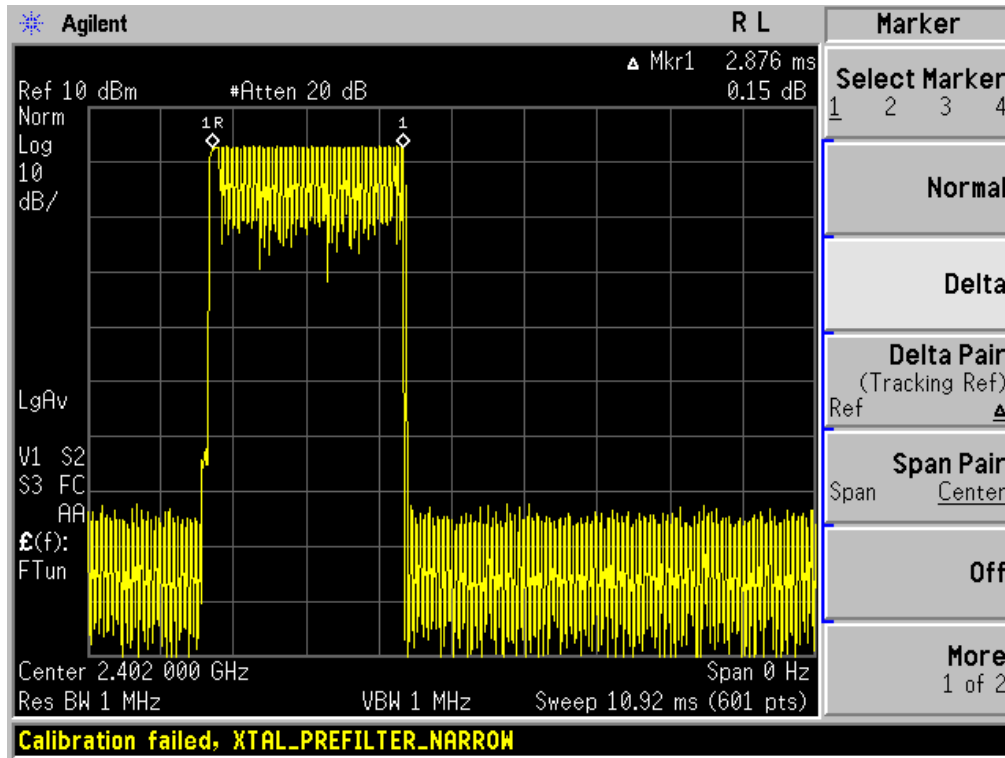 Agilent
R L
Marker
Δ Mkr1 2.876 ms
Ref 10 dBm #Atten 20 dB 0.15 dB
Norm
Log
10
dB/
1R
1
LgAv
V1 S2
S3 FC
AA
£(f):
FTun
Center 2.402 000 GHz Span 0 Hz
Res BW 1 MHz VBW 1 MHz Sweep 10.92 ms (601 pts)
Calibration failed, XTAL_PREFILTER_NARROW
Select Marker
1 2 3 4
Normal
Delta
Delta Pair
(Tracking Ref)
Ref Δ
Span Pair
Span Center
Off
More
1 of 2